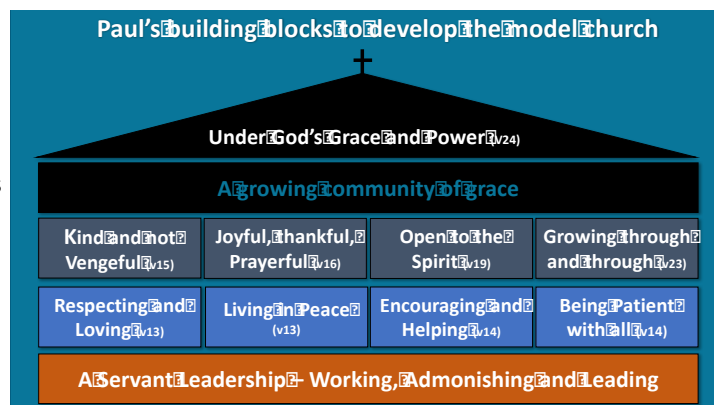 Paul's building blocks to develop the model church
Under God's Grace and Power (v24)
A growing community of grace
Kind and not
Vengeful (v15)
Joyful, thankful,
Prayerful (v16)
Open to the
Spirit (v19)
Growing through
and through (v23)
Respecting and
Loving (v13)
Living in Peace
(v13)
Encouraging and
Helping (v14)
Being Patient
with all (v14)
A Servant Leadership – Working, Admonishing and Leading